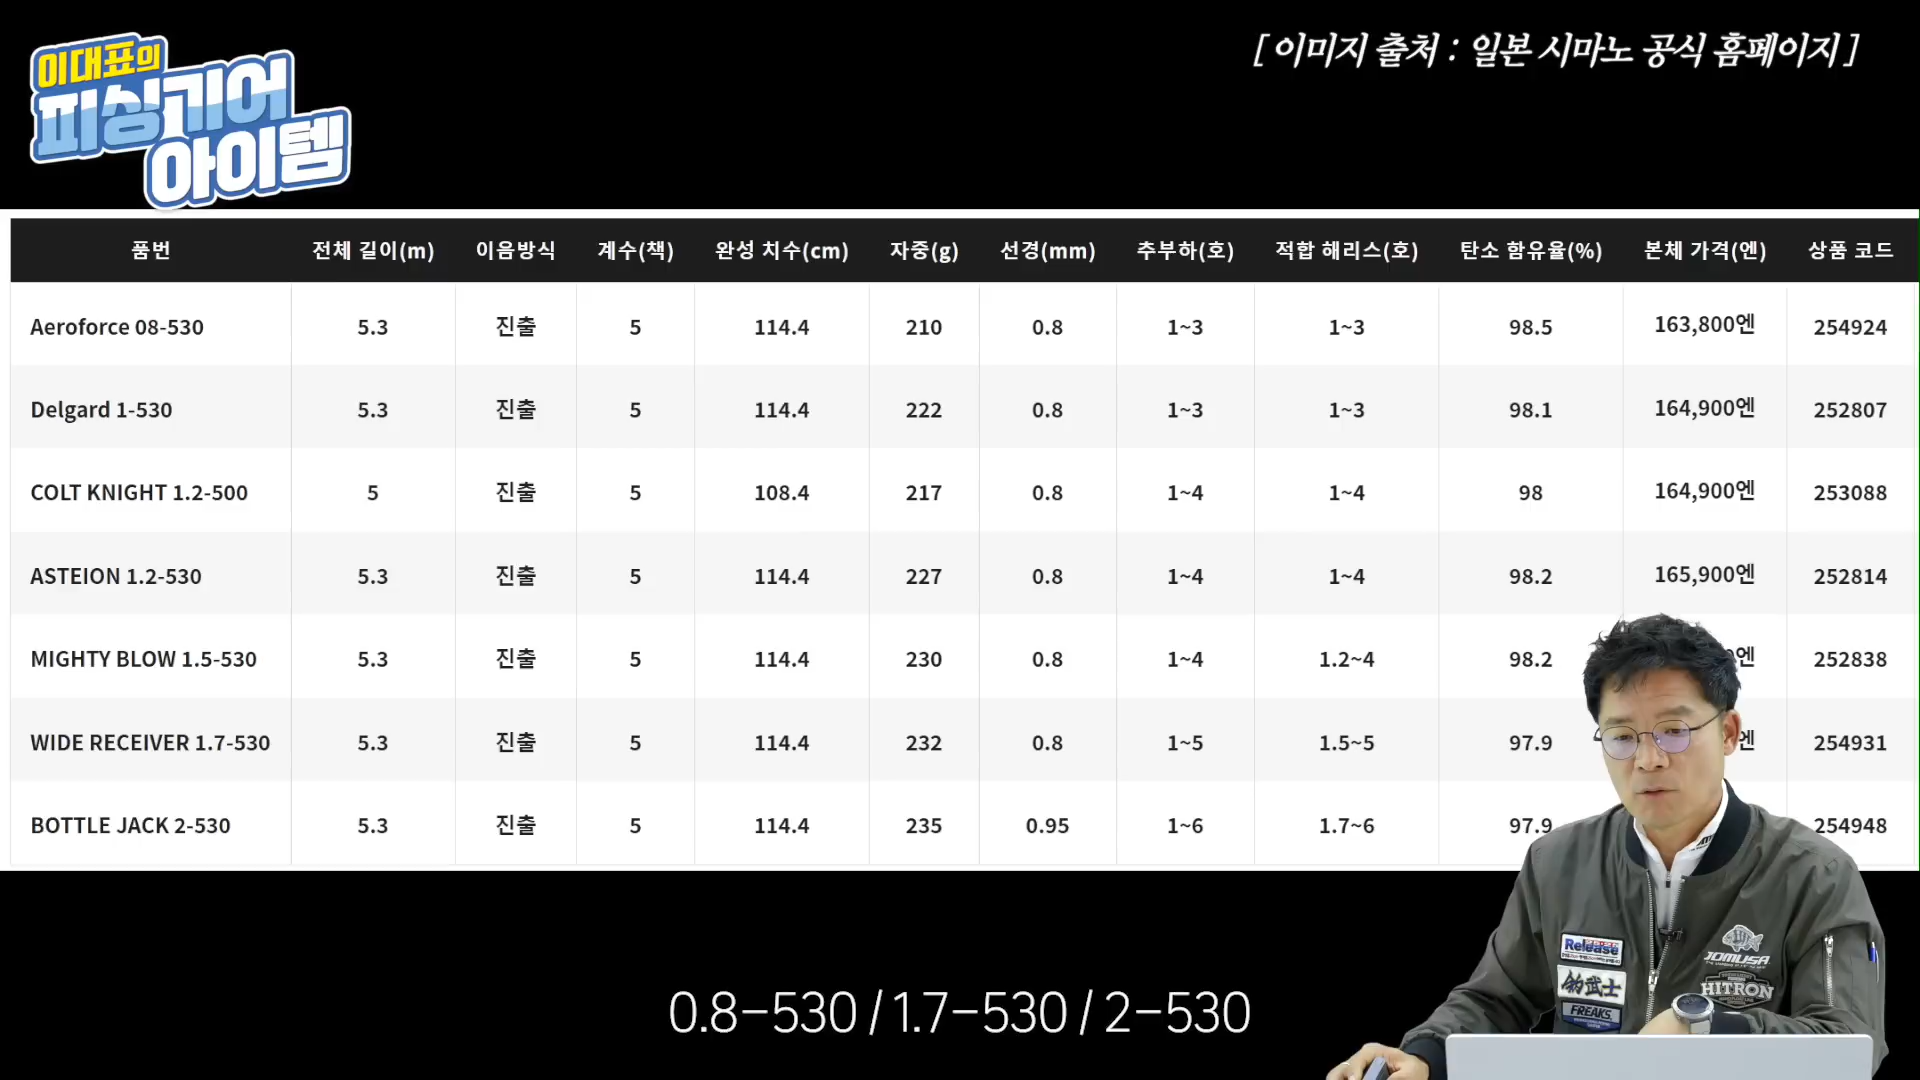 이대표의
피싱기어
아이템
[ 이미지 출처 : 일본 시마노 공식 홈페이지 ]
품번 전체 길이(m) 이음방식 계수(책) 완성 치수(cm) 자중(g) 선경(mm) 추부하(호) 적합 해리스(호) 탄소 함유율(%) 본체 가격(엔) 상품 코드
Aeroforce 08-530 5.3 진출 5 114.4 210 0.8 1~3 1~3 98.5 163,800엔 254924
Delgard 1-530 5.3 진출 5 114.4 222 0.8 1~3 1~3 98.1 164,900엔 252807
COLT KNIGHT 1.2-500 5 진출 5 108.4 217 0.8 1~4 1~4 98 164,900엔 253088
ASTEION 1.2-530 5.3 진출 5 114.4 227 0.8 1~4 1~4 98.2 165,900엔 252814
MIGHTY BLOW 1.5-530 5.3 진출 5 114.4 230 0.8 1~4 1.2~4 98.2 엔 252838
WIDE RECEIVER 1.7-530 5.3 진출 5 114.4 232 0.8 1~5 1.5~5 97.9 엔 254931
BOTTLE JACK 2-530 5.3 진출 5 114.4 235 0.95 1~6 1.7~6 97.9 254948
Release
釣武士
FREAKS
JOMUSA
HITRON
0.8-530 / 1.7-530 / 2-530